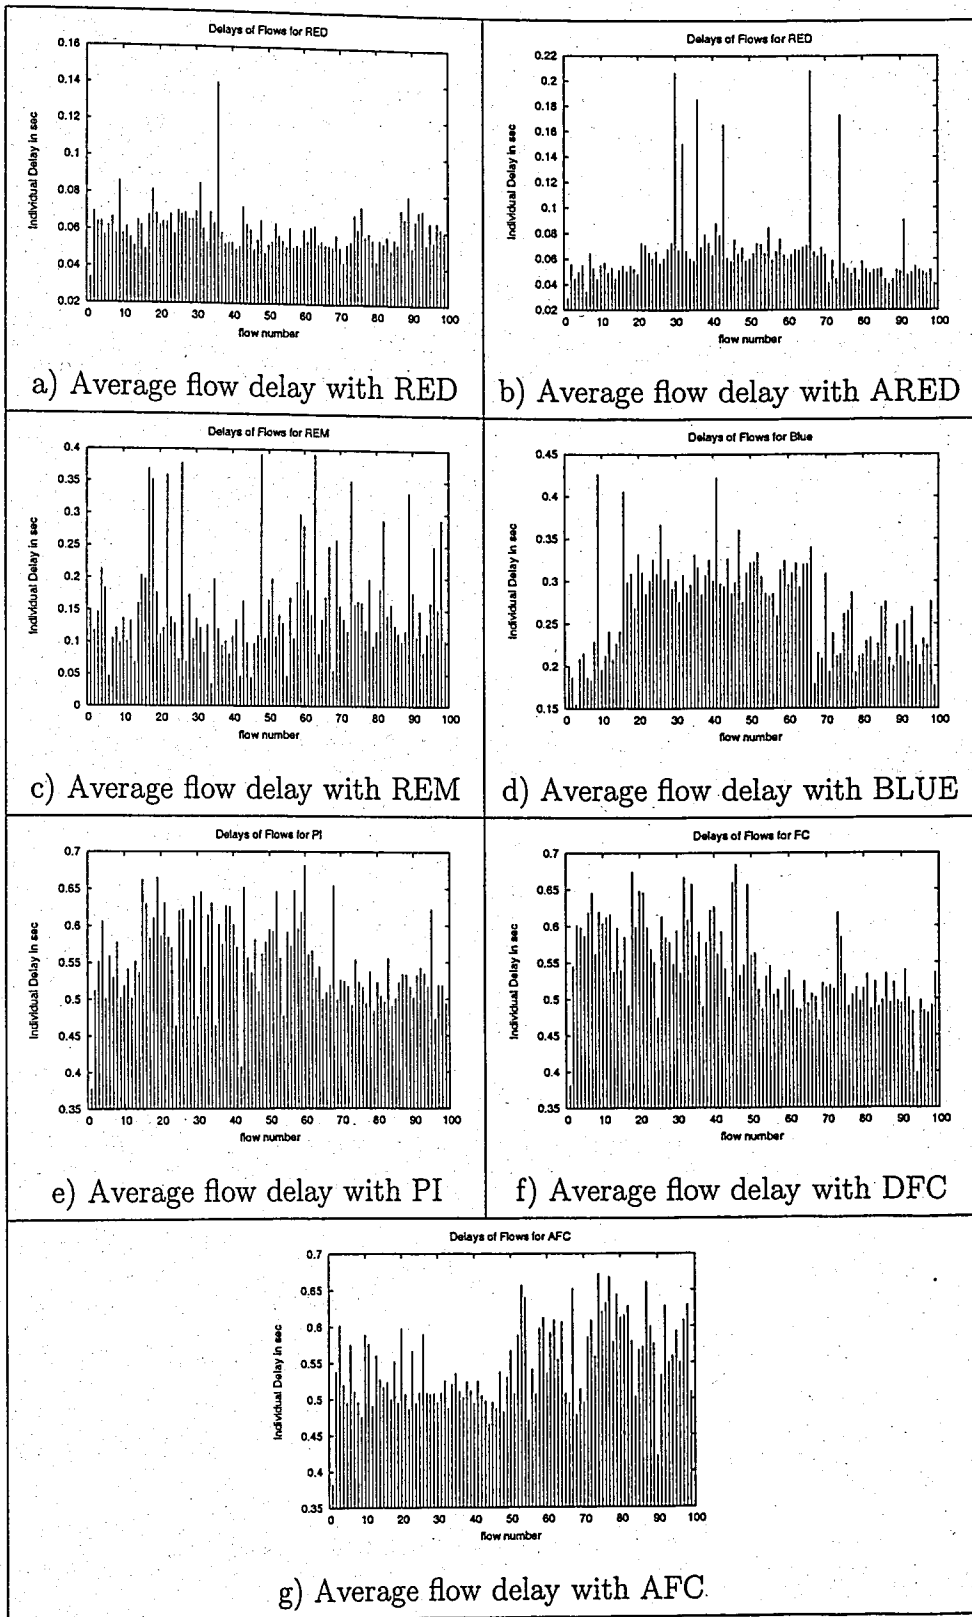 Delays of Flows for RED
0.16
0.14
0.12
0.1
0.08
0.06
0.04
0.02
Individual Delay in sec
0 10 20 30 40 50 60 70 80 90 100
flow number
a) Average flow delay with RED
Delays of Flows for RED
0.22
0.2
0.18
0.16
0.14
0.12
0.1
0.08
0.06
0.04
0.02
Individual Delay in sec
0 10 20 30 40 50 60 70 80 90 100
flow number
b) Average flow delay with ARED
Delays of Flows for REM
0.4
0.35
0.3
0.25
0.2
0.15
0.1
0.05
0
Individual Delay in sec
0 10 20 30 40 50 60 70 80 90 100
flow number
c) Average flow delay with REM
Delays of Flows for Blue
0.45
0.4
0.35
0.3
0.25
0.2
0.15
Individual Delay in sec
0 10 20 30 40 50 60 70 80 90 100
flow number
d) Average flow delay with BLUE
Delays of Flows for PI
0.7
0.65
0.6
0.55
0.5
0.45
0.4
0.35
Individual Delay in sec
0 10 20 30 40 50 60 70 80 90 100
flow number
e) Average flow delay with PI
Delays of Flows for FC
0.7
0.65
0.6
0.55
0.5
0.45
0.4
0.35
Individual Delay in sec
0 10 20 30 40 50 60 70 80 90 100
flow number
f) Average flow delay with DFC
Delays of Flows for AFC
0.7
0.65
0.6
0.55
0.5
0.45
0.4
0.35
Individual Delay in sec
0 10 20 30 40 50 60 70 80 90 100
flow number
g) Average flow delay with AFC